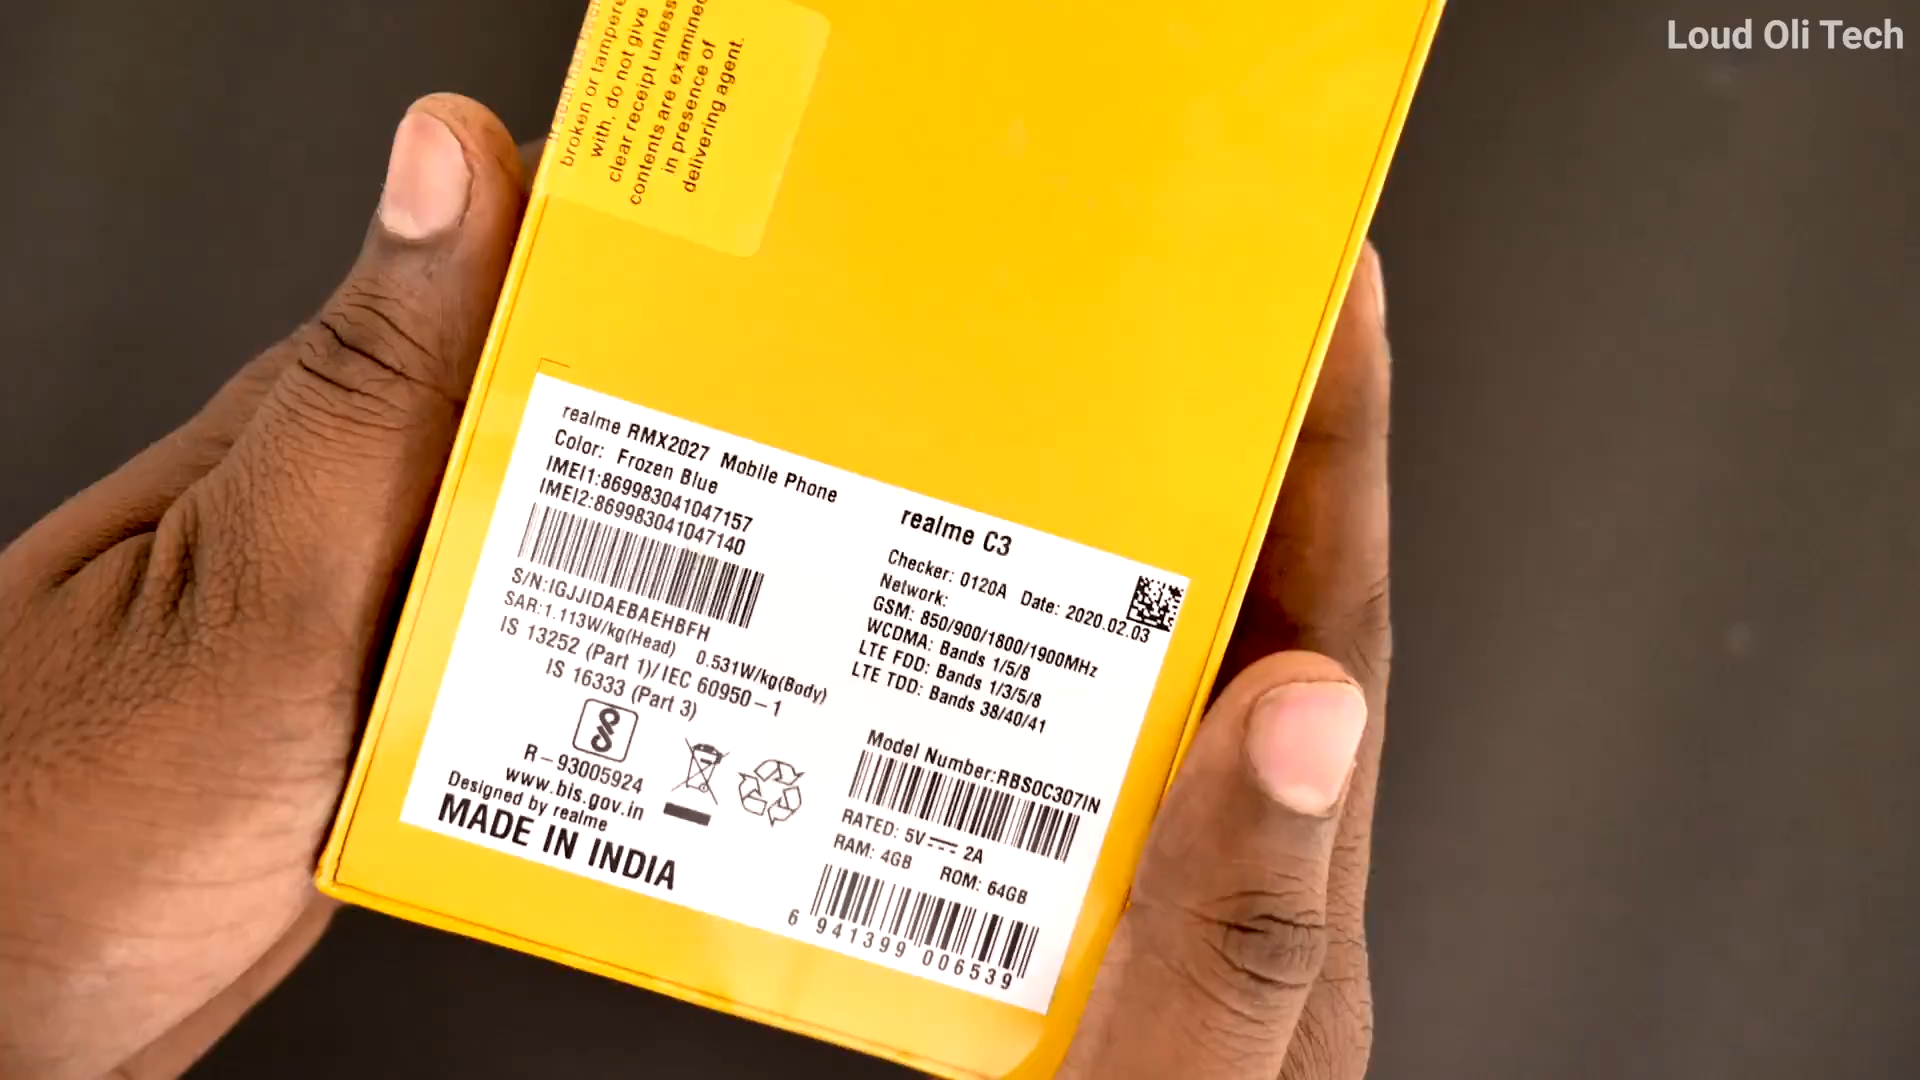 Loud Oli Tech
broken or tampered
with, do not give
clear receipt unless
contents are examined
in presence of
delivering agent.
realme RMX2027 Mobile Phone
Color: Frozen Blue
IMEI1:869983041047157
IMEI2:869983041047140
S/N:IGJJIDAEBAEHBFH
SAR:1.113W/kg(Head) 0.531W/kg(Body)
IS 13252 (Part 1)/ IEC 60950-1
IS 16333 (Part 3)
R-93005924
www.bis.gov.in
Designed by realme
MADE IN INDIA
realme C3
Checker: 0120A Date: 2020.02.03
Network:
GSM: 850/900/1800/1900MHz
WCDMA: Bands 1/5/8
LTE FDD: Bands 1/3/5/8
LTE TDD: Bands 38/40/41
Model Number:RBS0C307IN
RATED: 5V 2A
RAM: 4GB ROM: 64GB
6 941399 006539